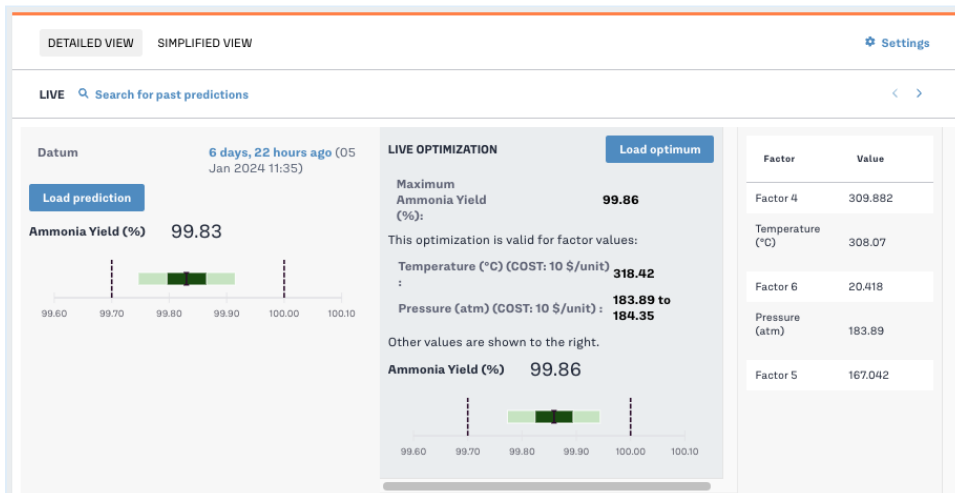 DETAILED VIEW SIMPLIFIED VIEW Settings
LIVE Search for past predictions
Datum 6 days, 22 hours ago (05
Jan 2024 11:35)
Load prediction
Ammonia Yield (%) 99.83
99.60 99.70 99.80 99.90 100.00 100.10
LIVE OPTIMIZATION Load optimum
Maximum
Ammonia Yield
(%):
99.86
This optimization is valid for factor values:
Temperature (°C) (COST: 10 $/unit)
:
318.42
Pressure (atm) (COST: 10 $/unit) :
183.89 to
184.35
Other values are shown to the right.
Ammonia Yield (%) 99.86
99.60 99.70 99.80 99.90 100.00 100.10
Factor Value
Factor 4 309.882
Temperature
(°C)
308.07
Factor 6 20.418
Pressure
(atm)
183.89
Factor 5 167.042